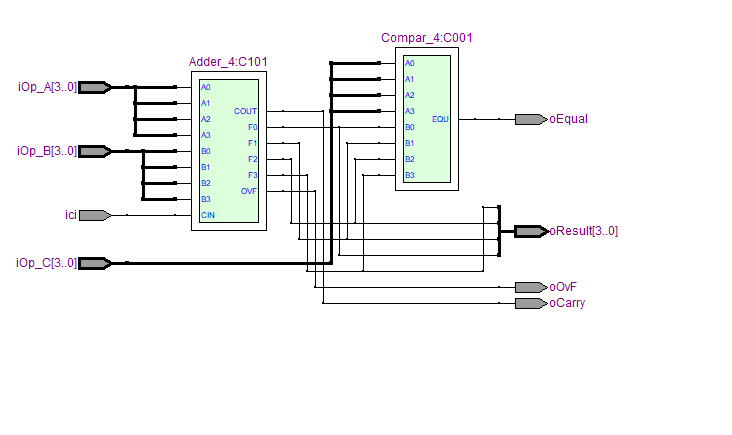 Compar_4:C001
Adder_4:C101
A0
A1
A2
A3
B0
B1
B2
B3
EQU
oEqual
iOp_A[3..0]
iOp_B[3..0]
ici
iOp_C[3..0]
A0
A1
A2
A3
B0
B1
B2
B3
CIN
COUT
F0
F1
F2
F3
OVF
oResult[3..0]
oOvF
oCarry